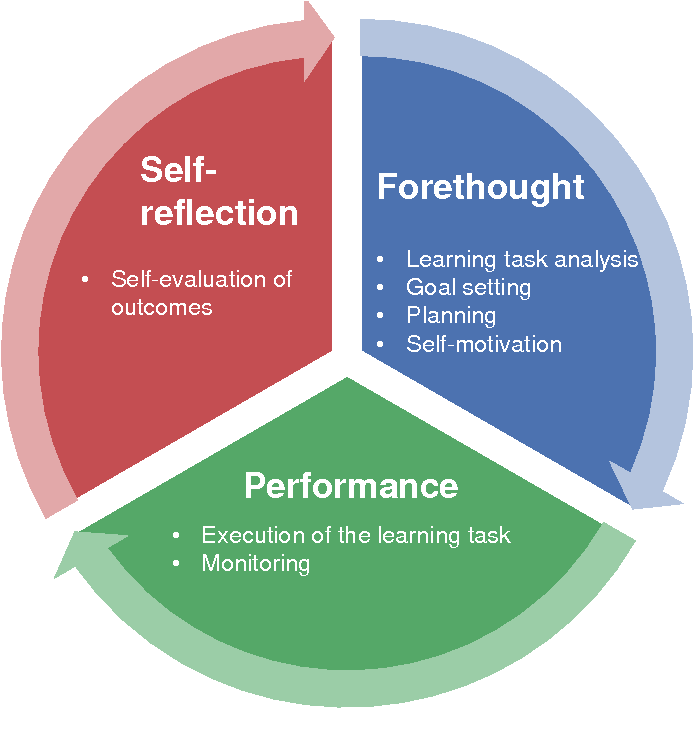 Self-
reflection
• Self-evaluation of
outcomes
Forethought
• Learning task analysis
• Goal setting
• Planning
• Self-motivation
Performance
• Execution of the learning task
• Monitoring